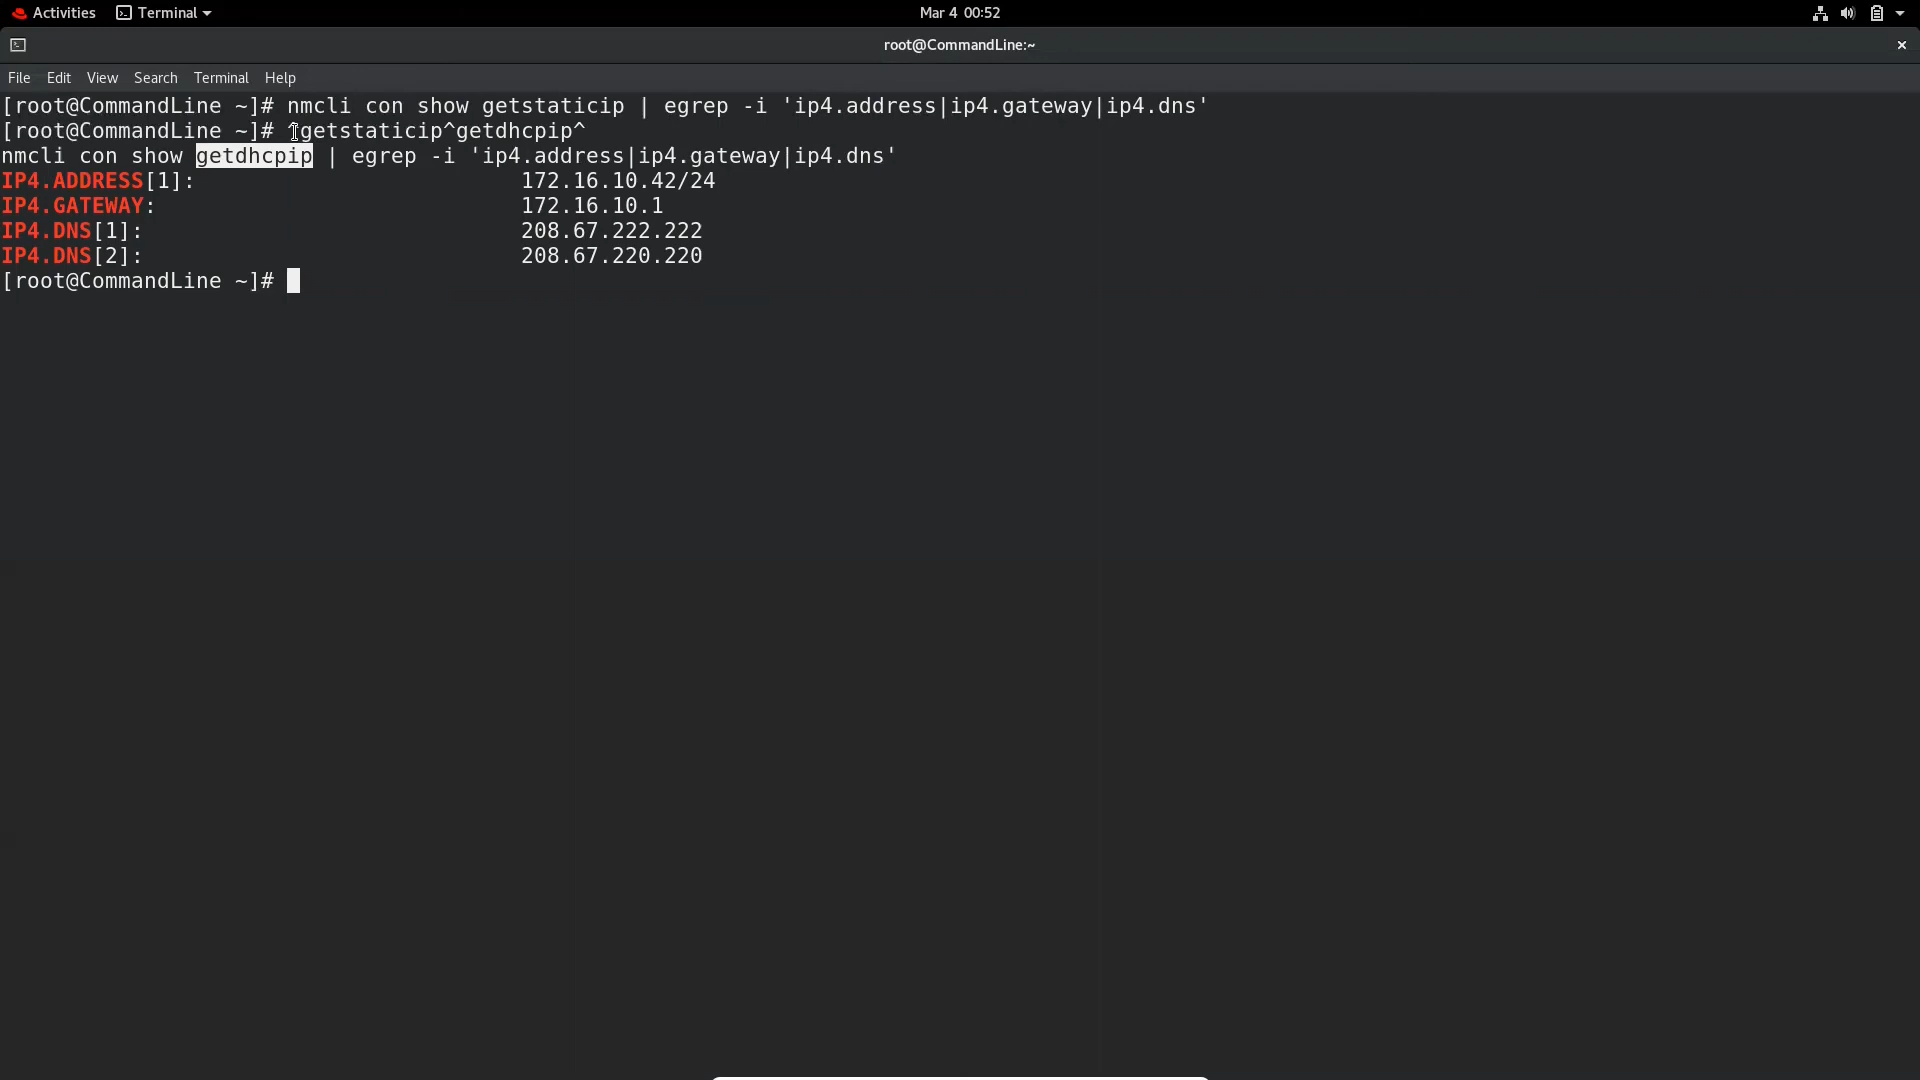 Activities Terminal Mar 4 00:52
root@CommandLine:~
File Edit View Search Terminal Help
[root@CommandLine ~]# nmcli con show getstaticip | egrep -i 'ip4.address|ip4.gateway|ip4.dns'
[root@CommandLine ~]# ^getstaticip^getdhcpip^
nmcli con show getdhcpip | egrep -i 'ip4.address|ip4.gateway|ip4.dns'
IP4.ADDRESS[1]: 172.16.10.42/24
IP4.GATEWAY: 172.16.10.1
IP4.DNS[1]: 208.67.222.222
IP4.DNS[2]: 208.67.220.220
[root@CommandLine ~]#